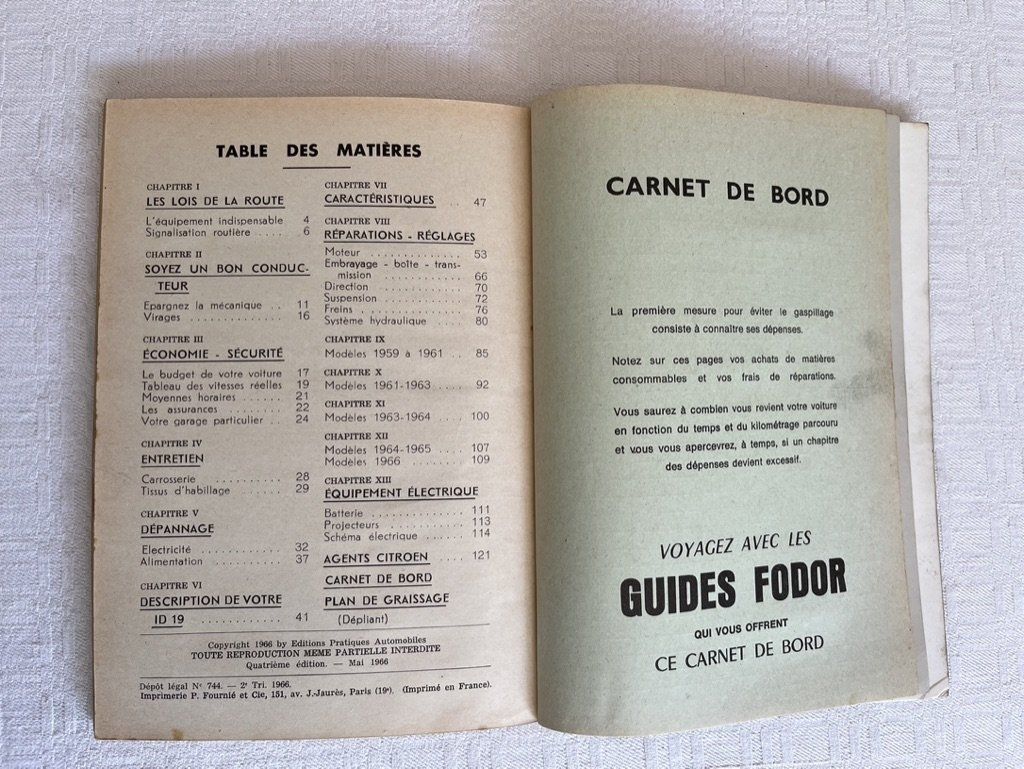 TABLE DES MATIÈRES
CHAPITRE I
LES LOIS DE LA ROUTE
L'équipement indispensable 4
Signalisation routière .... 6
CHAPITRE II
SOYEZ UN BON CONDUC-
TEUR
Epargnez la mécanique .. 11
Virages .............. 16
CHAPITRE III
ÉCONOMIE - SÉCURITÉ
Le budget de votre voiture 17
Tableau des vitesses réelles 19
Moyennes horaires ...... 21
Les assurances ........ 22
Votre garage particulier .. 24
CHAPITRE IV
ENTRETIEN
Carrosserie ............ 28
Tissus d'habillage ...... 29
CHAPITRE V
DÉPANNAGE
Electricité ............ 32
Alimentation .......... 37
CHAPITRE VI
DESCRIPTION DE VOTRE
ID 19 ............ 41
CHAPITRE VII
CARACTÉRISTIQUES .. 47
CHAPITRE VIII
RÉPARATIONS - RÉGLAGES
Moteur .............. 53
Embrayage - boîte - trans-
mission ............ 66
Direction ............ 70
Suspension ............ 72
Freins ................ 76
Système hydraulique .... 80
CHAPITRE IX
Modèles 1959 à 1961 .. 85
CHAPITRE X
Modèles 1961-1963 .... 92
CHAPITRE XI
Modèles 1963-1964 .... 100
CHAPITRE XII
Modèles 1964-1965 .... 107
Modèles 1966 ........ 109
CHAPITRE XIII
ÉQUIPEMENT ÉLECTRIQUE
Batterie .............. 111
Projecteurs .......... 113
Schéma électrique ...... 114
AGENTS CITROEN .... 121
CARNET DE BORD
PLAN DE GRAISSAGE
(Dépliant)
Copyright 1966 by Editions Pratiques Automobiles
TOUTE REPRODUCTION MEME PARTIELLE INTERDITE
Quatrième édition. — Mai 1966
Dépôt légal N° 744. — 2e Tri. 1966.
Imprimerie P. Fournié et Cie, 151, av. J.-Jaurès, Paris (19e). (Imprimé en France).
CARNET DE BORD
La première mesure pour éviter le gaspillage
consiste à connaître ses dépenses.
Notez sur ces pages vos achats de matières
consommables et vos frais de réparations.
Vous saurez à combien vous revient votre voiture
en fonction du temps et du kilométrage parcouru
et vous vous apercevrez, à temps, si un chapitre
des dépenses devient excessif.
VOYAGEZ AVEC LES
GUIDES FODOR
QUI VOUS OFFRENT
CE CARNET DE BORD